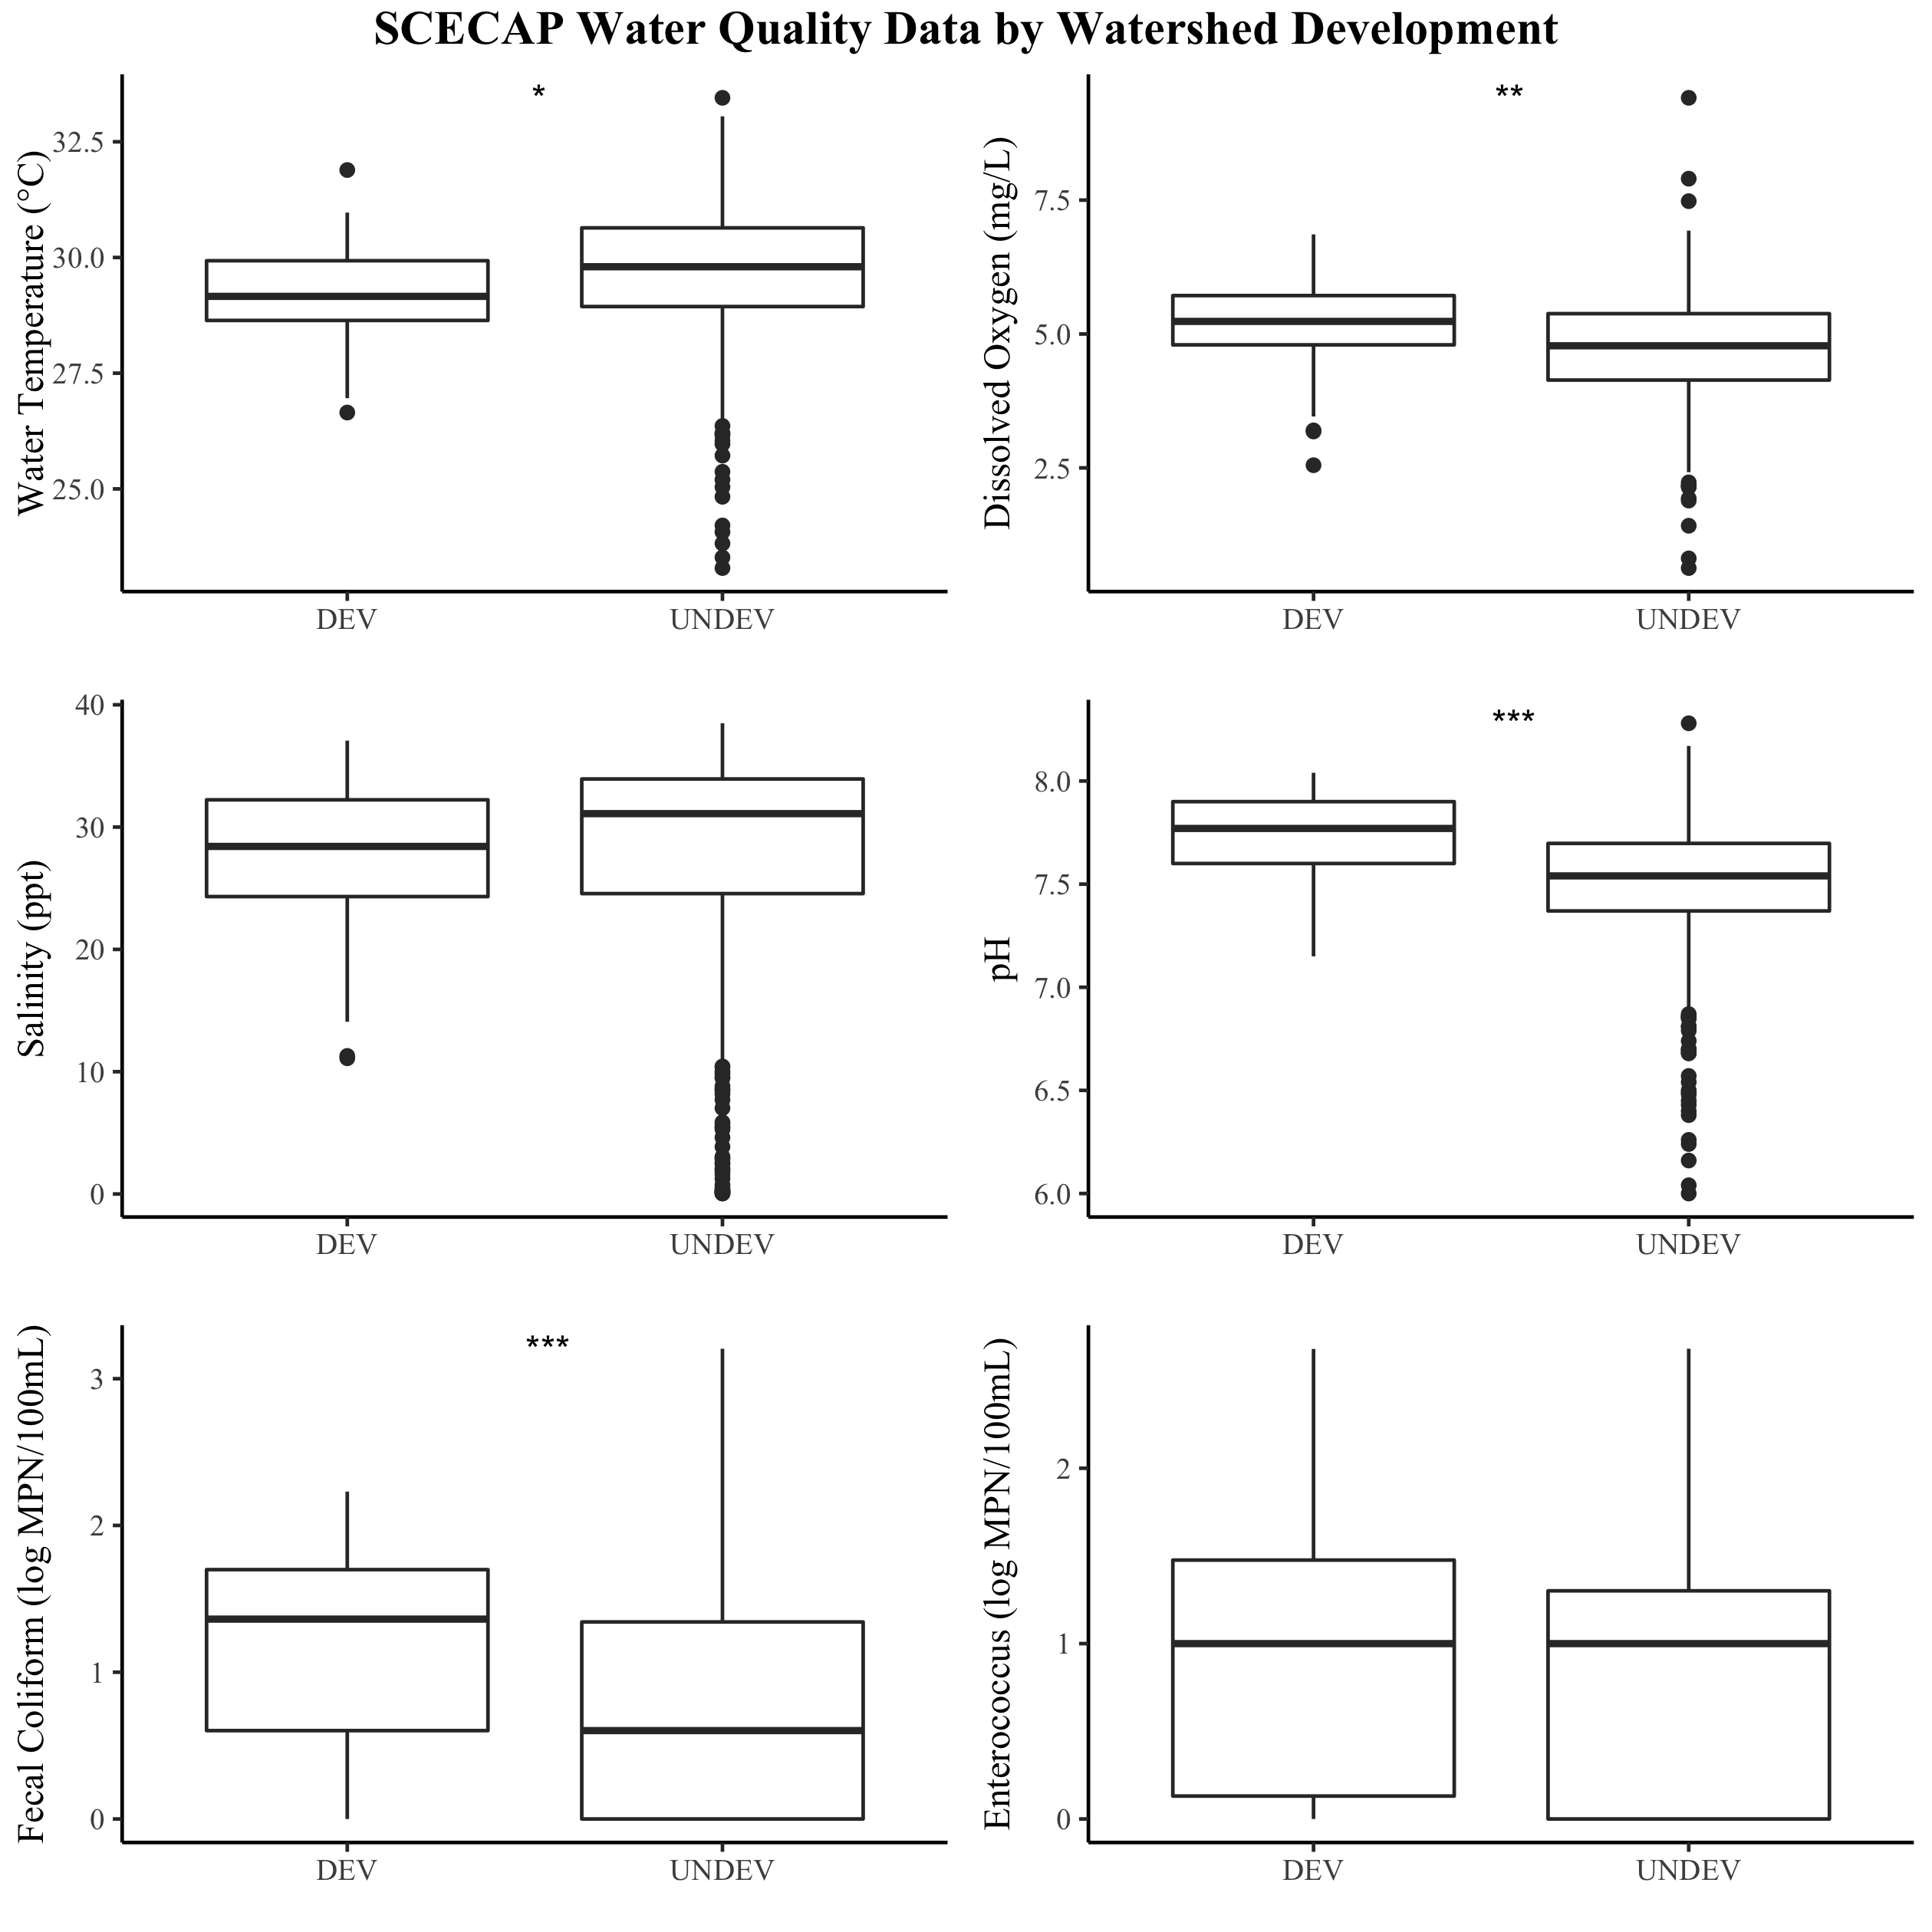 SCECAP Water Quality Data by Watershed Development
Water Temperature (°C)
*
32.5
30.0
27.5
25.0
DEV
UNDEV
Dissolved Oxygen (mg/L)
**
7.5
5.0
2.5
DEV
UNDEV
Salinity (ppt)
40
30
20
10
0
DEV
UNDEV
pH
***
8.0
7.5
7.0
6.5
6.0
DEV
UNDEV
Fecal Coliform (log MPN/100mL)
***
3
2
1
0
DEV
UNDEV
Enterococcus (log MPN/100mL)
2
1
0
DEV
UNDEV